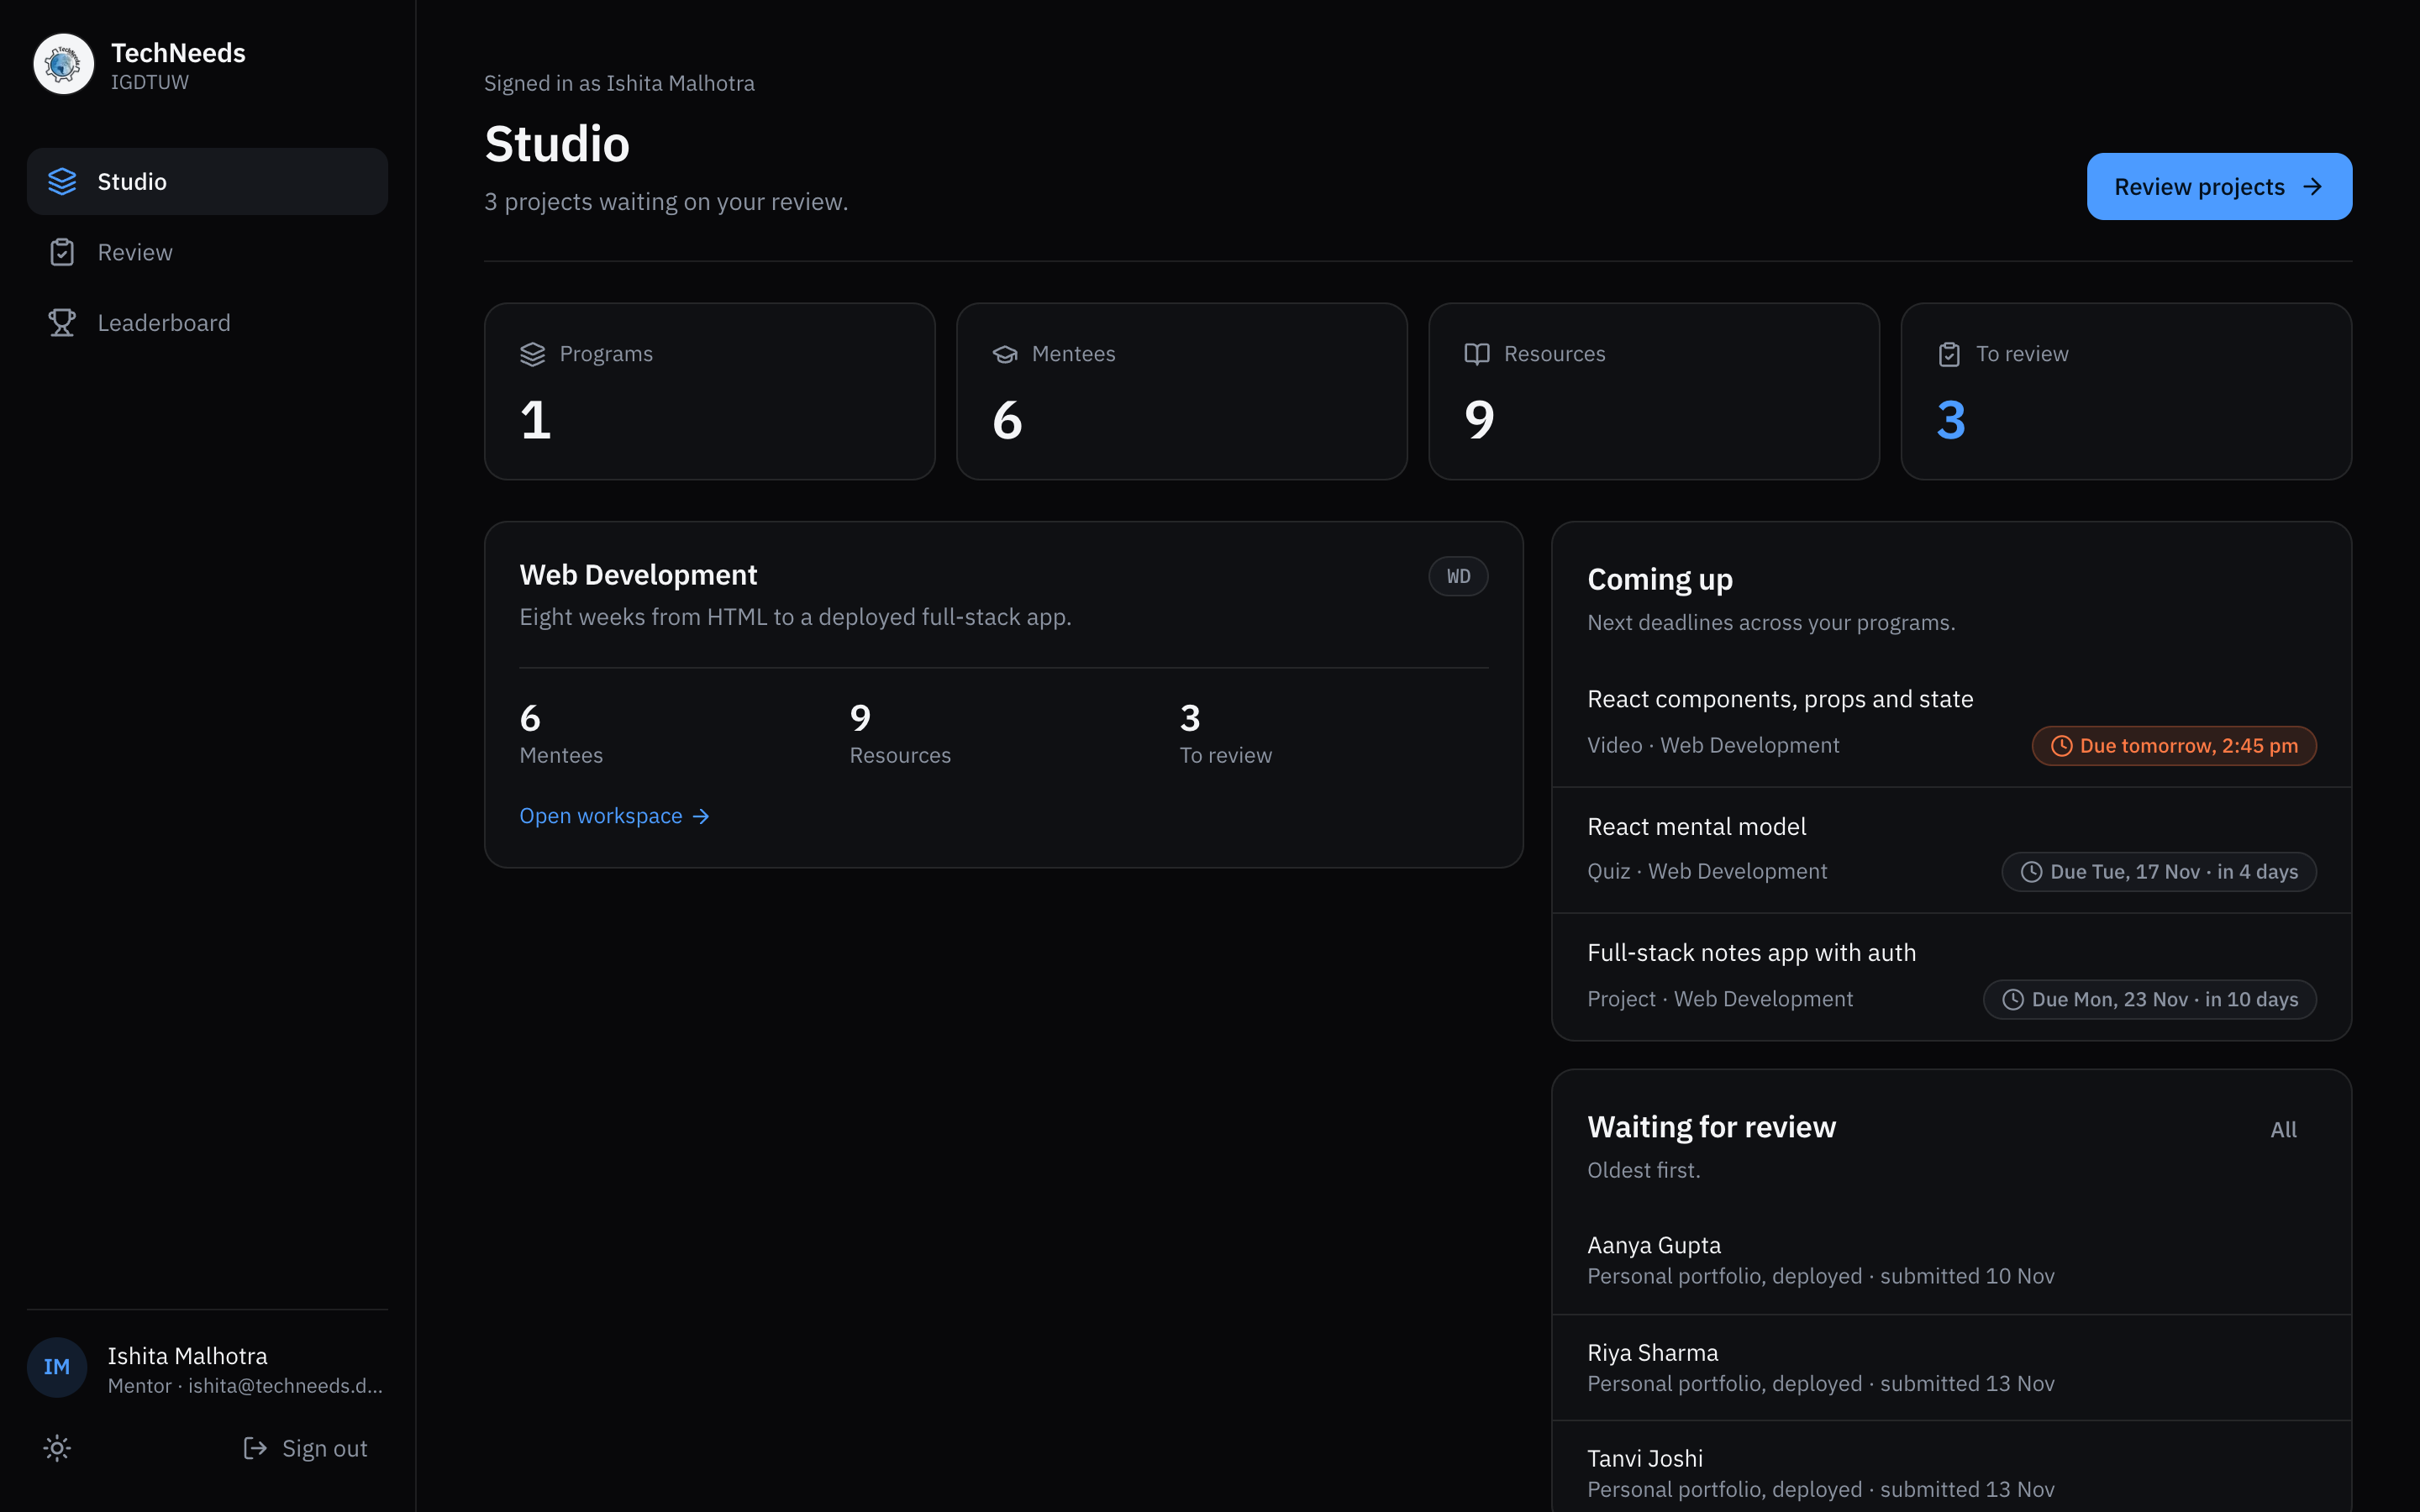 TechNeeds
IGDTUW
Studio
Review
Leaderboard
Ishita Malhotra
IM
Mentor · ishita@techneeds.d...
Sign out
Signed in as Ishita Malhotra
Studio
3 projects waiting on your review.
Review projects
Programs
1
Mentees
6
Resources
9
To review
3
Web Development
WD
Eight weeks from HTML to a deployed full-stack app.
6
Mentees
9
Resources
3
To review
Open workspace
Coming up
Next deadlines across your programs.
React components, props and state
Video · Web Development
Due tomorrow, 2:45 pm
React mental model
Quiz · Web Development
Due Tue, 17 Nov · in 4 days
Full-stack notes app with auth
Project · Web Development
Due Mon, 23 Nov · in 10 days
Waiting for review
All
Oldest first.
Aanya Gupta
Personal portfolio, deployed · submitted 10 Nov
Riya Sharma
Personal portfolio, deployed · submitted 13 Nov
Tanvi Joshi
Personal portfolio, deployed · submitted 13 Nov